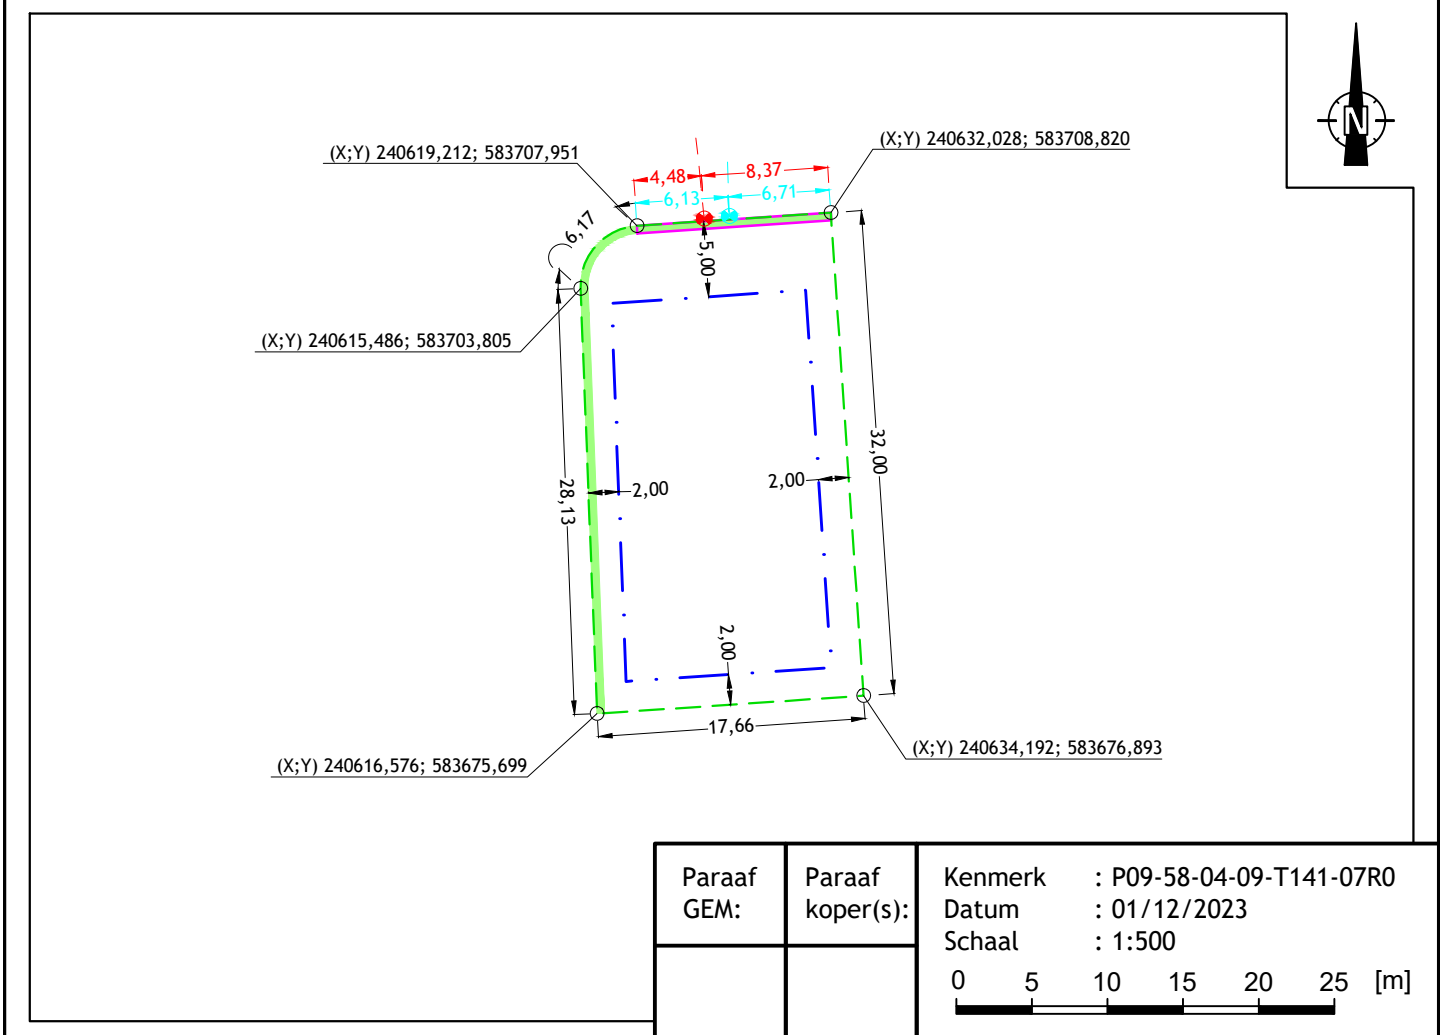 N
(X;Y) 240619,212; 583707,951
(X;Y) 240632,028; 583708,820
4,48
8,37
6,13
6,71
6,17
5,00
(X;Y) 240615,486; 583703,805
32,00
28,13
2,00
2,00
2,00
17,66
(X;Y) 240616,576; 583675,699
(X;Y) 240634,192; 583676,893
Paraaf
GEM:
Paraaf
koper(s):
Kenmerk : P09-58-04-09-T141-07R0
Datum : 01/12/2023
Schaal : 1:500
0 5 10 15 20 25 [m]